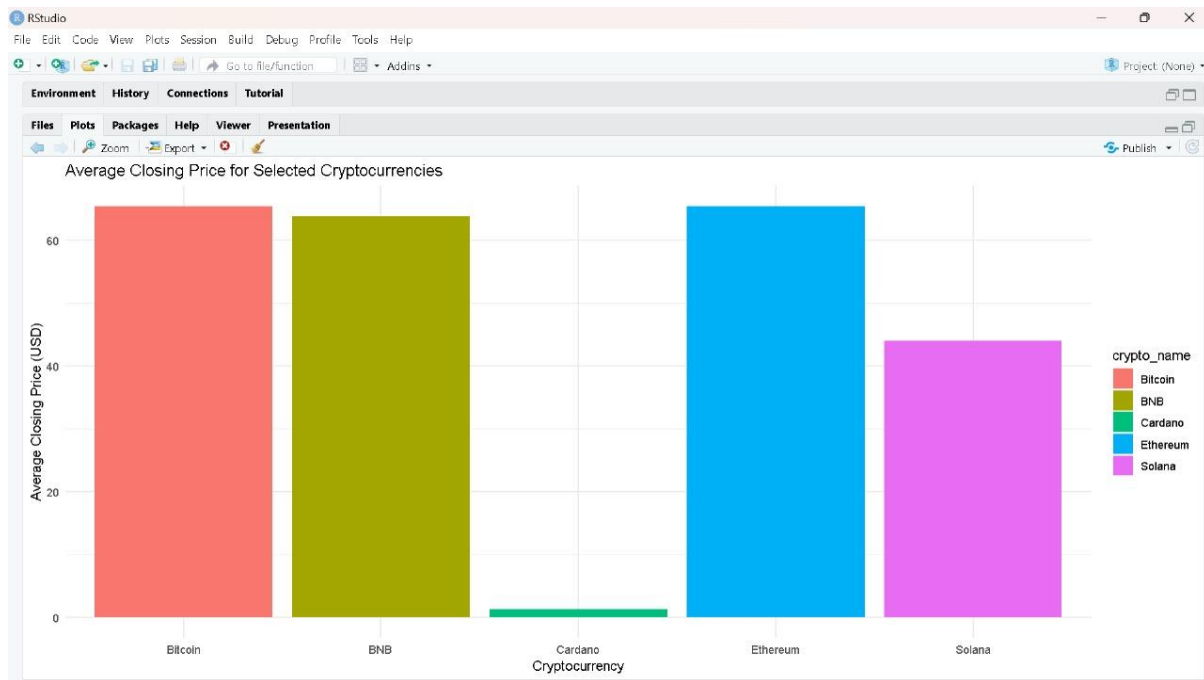 RStudio
File Edit Code View Plots Session Build Debug Profile Tools Help
Go to file/function Addins Project: (None)
Environment History Connections Tutorial
Files Plots Packages Help Viewer Presentation
Zoom Export Publish
Average Closing Price for Selected Cryptocurrencies
Average Closing Price (USD)
60
40
20
0
Bitcoin BNB Cardano Ethereum Solana
Cryptocurrency
crypto_name
Bitcoin
BNB
Cardano
Ethereum
Solana